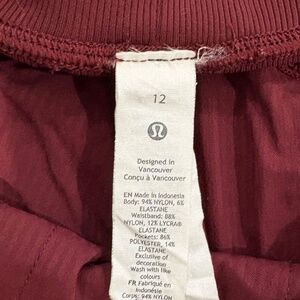 12
Designed in
Vancouver
Conçu à Vancouver
EN Made in Indonesia
Body: 94% NYLON, 6%
ELASTANE
Waistband: 88%
NYLON, 12% LYCRA®
ELASTANE
Pockets: 86%
POLYESTER, 14%
ELASTANE
Exclusive of
decoration
Wash with like
colours
FR Fabriqué en
Indonésie
Corps: 94% NYLON